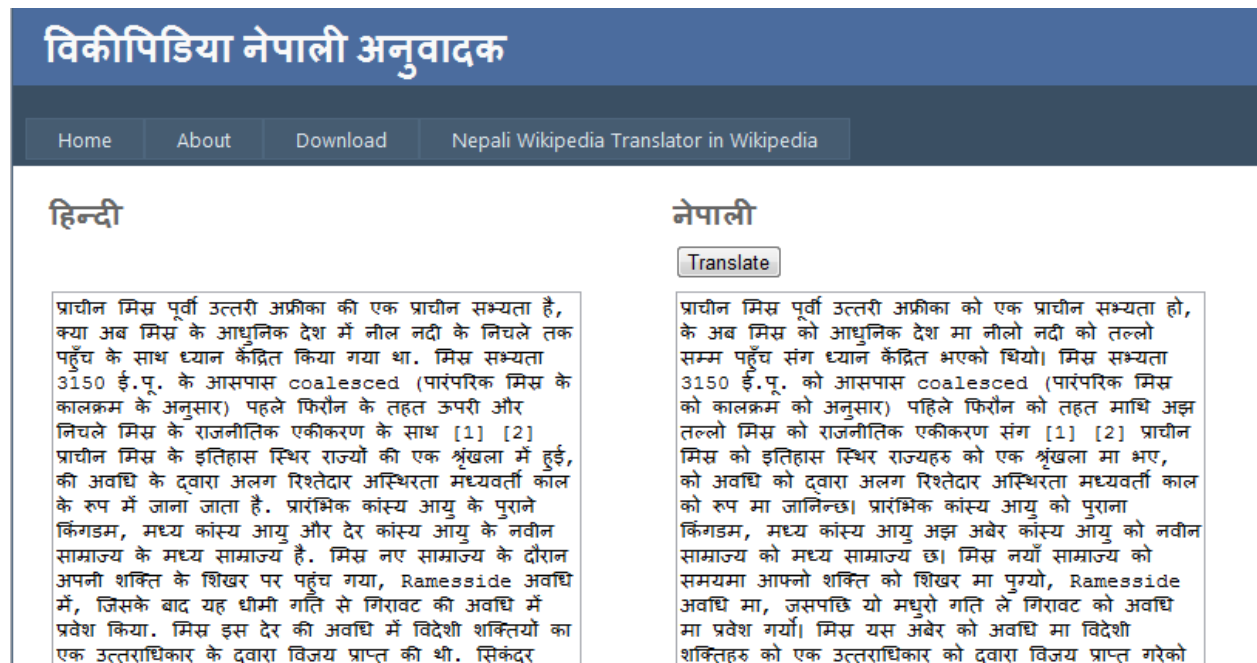 विकीपिडिया नेपाली अनुवादक
Home About Download Nepali Wikipedia Translator in Wikipedia
हिन्दी
प्राचीन मिस्र पूर्वी उत्तरी अफ्रीका की एक प्राचीन सभ्यता है,
क्या अब मिस्र के आधुनिक देश में नील नदी के निचले तक
पहुँच के साथ ध्यान केंद्रित किया गया था. मिस्र सभ्यता
3150 ई.पू. के आसपास coalesced (पारंपरिक मिस्र के
कालक्रम के अनुसार) पहले फिरौन के तहत ऊपरी और
निचले मिस्र के राजनीतिक एकीकरण के साथ [1] [2]
प्राचीन मिस्र के इतिहास स्थिर राज्यों की एक श्रृंखला में हुई,
की अवधि के द्वारा अलग रिश्तेदार अस्थिरता मध्यवर्ती काल
के रूप में जाना जाता है. प्रारंभिक कांस्य आयु के पुराने
किंगडम, मध्य कांस्य आयु और देर कांस्य आयु के नवीन
साम्राज्य के मध्य साम्राज्य है. मिस्र नए साम्राज्य के दौरान
अपनी शक्ति के शिखर पर पहुंच गया, Ramesside अवधि
में, जिसके बाद यह धीमी गति से गिरावट की अवधि में
प्रवेश किया. मिस्र इस देर की अवधि में विदेशी शक्तियों का
एक उत्तराधिकार के द्वारा विजय प्राप्त की थी. सिकंदर
नेपाली
Translate
प्राचीन मिस्र पूर्वी उत्तरी अफ्रीका को एक प्राचीन सभ्यता हो,
के अब मिस्र को आधुनिक देश मा नीलो नदी को तल्लो
सम्म पहुँच संग ध्यान केंद्रित भएको थियो। मिस्र सभ्यता
3150 ई.पू. को आसपास coalesced (पारंपरिक मिस्र
को कालक्रम को अनुसार) पहिले फिरौन को तहत माथि अझ
तल्लो मिस्र को राजनीतिक एकीकरण संग [1] [2] प्राचीन
मिस्र को इतिहास स्थिर राज्यहरु को एक श्रृंखला मा भए,
को अवधि को द्वारा अलग रिश्तेदार अस्थिरता मध्यवर्ती काल
को रूप मा जानिन्छ। प्रारंभिक कांस्य आयु को पुराना
किंगडम, मध्य कांस्य आयु अझ अबेर कांस्य आयु को नवीन
साम्राज्य को मध्य साम्राज्य छ। मिस्र नयाँ साम्राज्य को
समयमा आफ्नो शक्ति को शिखर मा पुग्यो, Ramesside
अवधि मा, जसपछि यो मधुरो गति ले गिरावट को अवधि
मा प्रवेश गर्यो। मिस्र यस अबेर को अवधि मा विदेशी
शक्तिहरु को एक उत्तराधिकार को द्वारा विजय प्राप्त गरेको